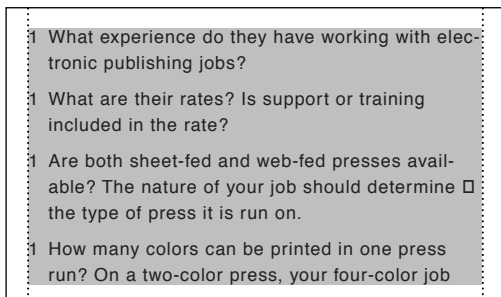 1 What experience do they have working with elec-
tronic publishing jobs?
1 What are their rates? Is support or training
included in the rate?
1 Are both sheet-fed and web-fed presses avail-
able? The nature of your job should determine □
the type of press it is run on.
1 How many colors can be printed in one press
run? On a two-color press, your four-color job